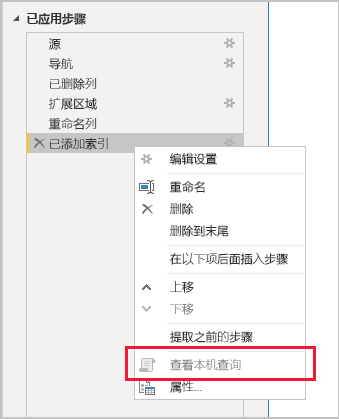 已应用步骤
源
导航
已删除列
扩展区域
重命名列
已添加索引
编辑设置
重命名
删除
删除到末尾
在以下项后面插入步骤
上移
下移
提取之前的步骤
查看本机查询
属性...